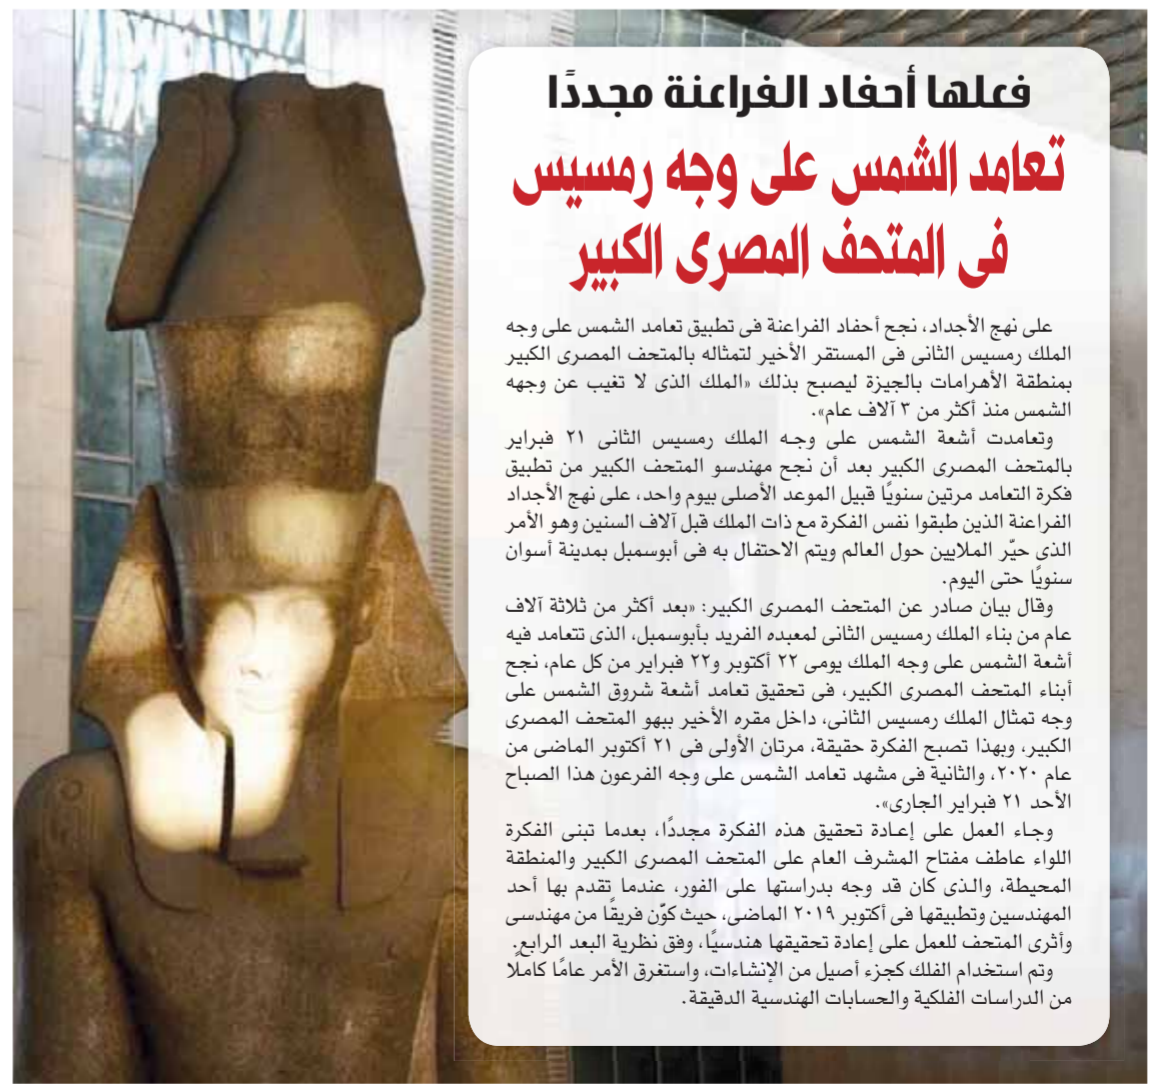 فعلها أحفاد الفراعنة مجددًا
تعامد الشمس على وجه رمسيس
فى المتحف المصرى الكبير
على نهج الأجداد، نجح أحفاد الفراعنة فى تطبيق تعامد الشمس على وجه
الملك رمسيس الثانى فى المستقر الأخير لتمثاله بالمتحف المصرى الكبير
بمنطقة الأهرامات بالجيزة ليصبح بذلك «الملك الذى لا تغيب عن وجهه
الشمس منذ أكثر من ٣ آلاف عام».
وتعامدت أشعة الشمس على وجه الملك رمسيس الثانى ٢١ فبراير
بالمتحف المصرى الكبير بعد أن نجح مهندسو المتحف الكبير من تطبيق
فكرة التعامد مرتين سنويًا قبيل الموعد الأصلى بيوم واحد، على نهج الأجداد
الفراعنة الذين طبقوا نفس الفكرة مع ذات الملك قبل آلاف السنين وهو الأمر
الذى حيّر الملايين حول العالم ويتم الاحتفال به فى أبوسمبل بمدينة أسوان
سنويًا حتى اليوم.
وقال بيان صادر عن المتحف المصرى الكبير: «بعد أكثر من ثلاثة آلاف
عام من بناء الملك رمسيس الثانى لمعبده الفريد بأبوسمبل، الذى تتعامد فيه
أشعة الشمس على وجه الملك يومى ٢٢ أكتوبر و٢٢ فبراير من كل عام، نجح
أبناء المتحف المصرى الكبير، فى تحقيق تعامد أشعة شروق الشمس على
وجه تمثال الملك رمسيس الثانى، داخل مقره الأخير ببهو المتحف المصرى
الكبير، وبهذا تصبح الفكرة حقيقة، مرتان الأولى فى ٢١ أكتوبر الماضى من
عام ٢٠٢٠، والثانية فى مشهد تعامد الشمس على وجه الفرعون هذا الصباح
الأحد ٢١ فبراير الجارى».
وجاء العمل على إعادة تحقيق هذه الفكرة مجددًا، بعدما تبنى الفكرة
اللواء عاطف مفتاح المشرف العام على المتحف المصرى الكبير والمنطقة
المحيطة، والذى كان قد وجه بدراستها على الفور، عندما تقدم بها أحد
المهندسين وتطبيقها فى أكتوبر ٢٠١٩ الماضى، حيث كوّن فريقًا من مهندسى
وأثرى المتحف للعمل على إعادة تحقيقها هندسيًا، وفق نظرية البعد الرابع.
وتم استخدام الفلك كجزء أصيل من الإنشاءات، واستغرق الأمر عامًا كاملًا
من الدراسات الفلكية والحسابات الهندسية الدقيقة.